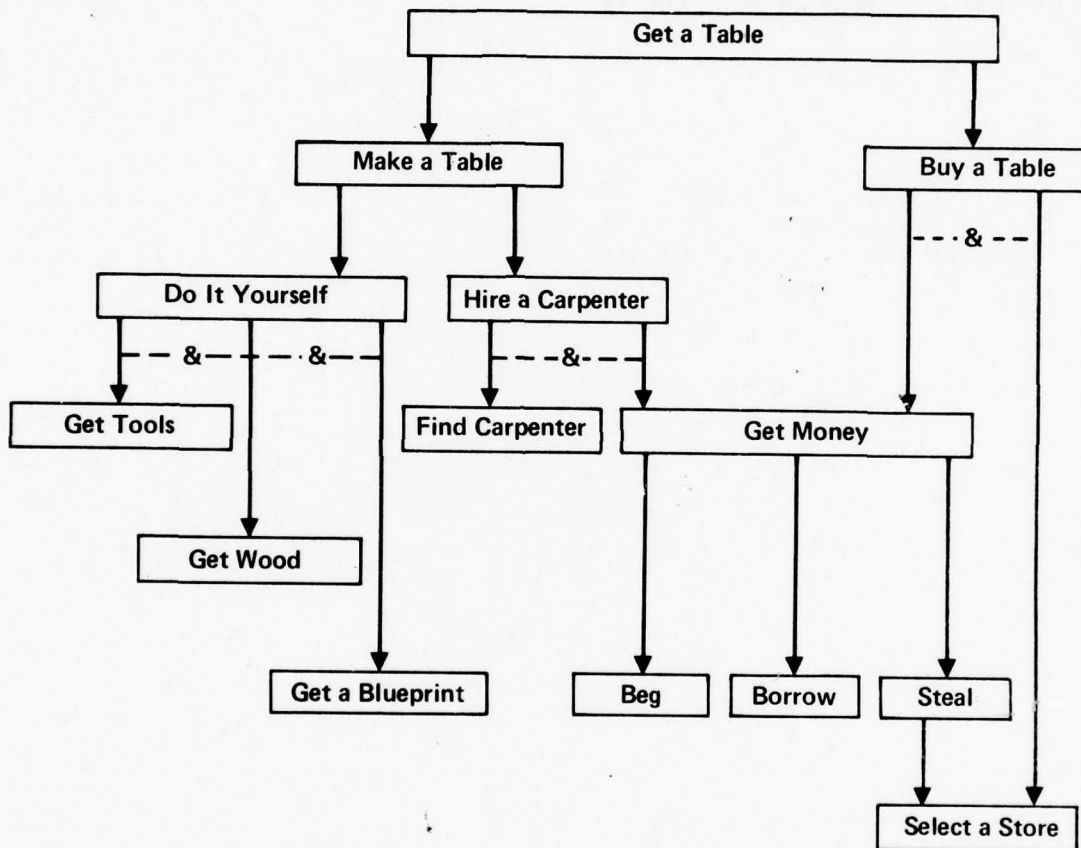 Get a Table
Make a Table
Buy a Table
- - - & - - -
Do It Yourself
Hire a Carpenter
- - - & - - - & - - -
- - - & - - -
Get Tools
Find Carpenter
Get Money
Get Wood
Get a Blueprint
Beg
Borrow
Steal
Select a Store